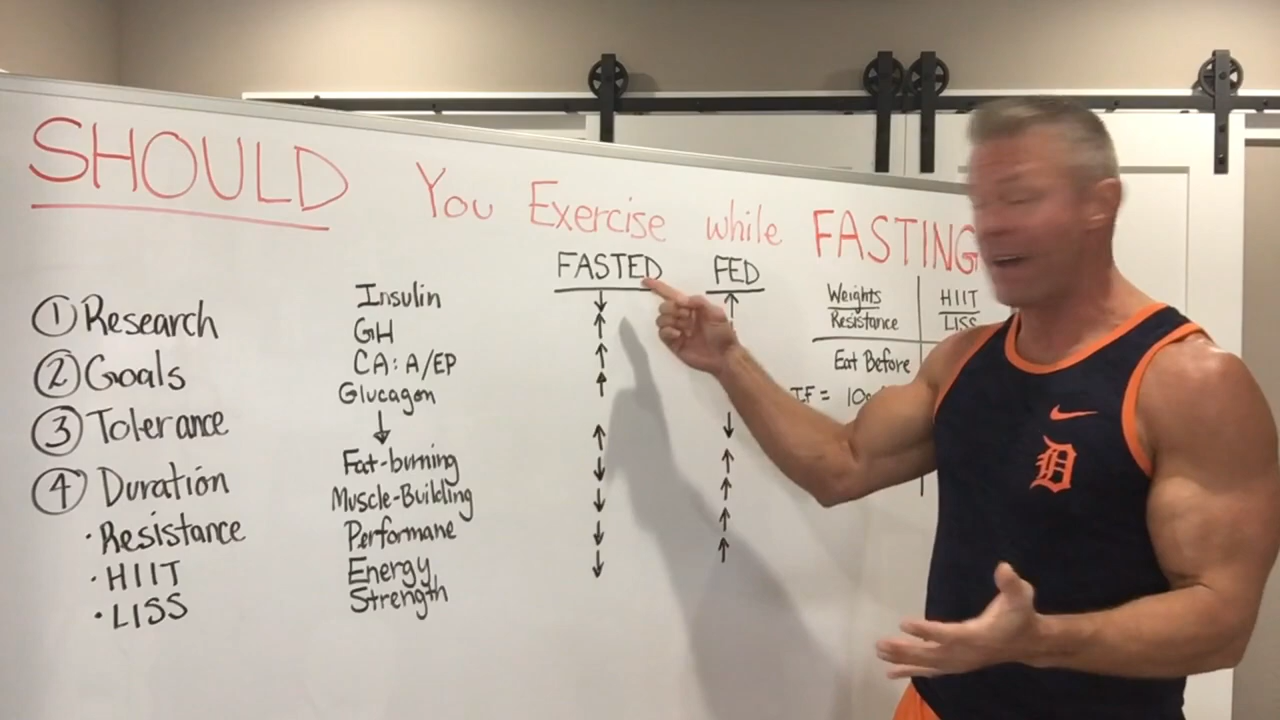 SHOULD You Exercise while FASTING
FASTED FED
① Research
② Goals
③ Tolerance
④ Duration
· Resistance
· HIIT
· LISS
Insulin ↓ ↑
GH ↑
CA: A/EP ↑
Glucagon ↑
↓
Fat-burning ↑ ↓
Muscle-Building ↓ ↑
Performane ↓ ↑
Energy ↓ ↑
Strength ↓ ↑
Weights HIIT
Resistance LISS
Eat Before
IF =
D